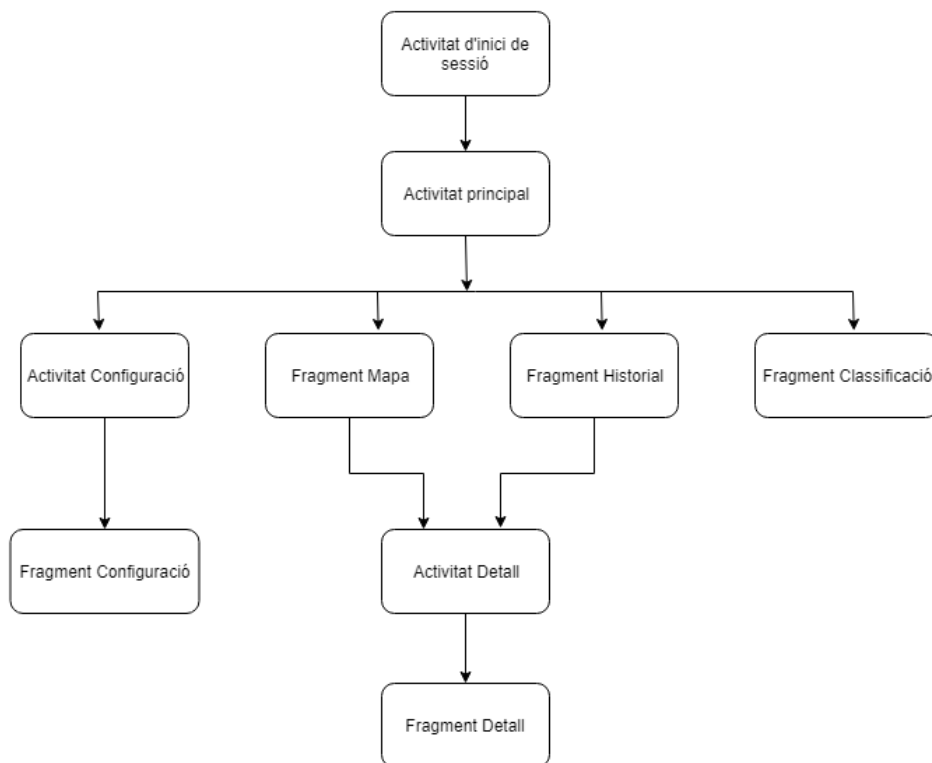 Activitat d'inici de
sessió
Activitat principal
Activitat Configuració
Fragment Mapa
Fragment Historial
Fragment Classificació
Fragment Configuració
Activitat Detall
Fragment Detall